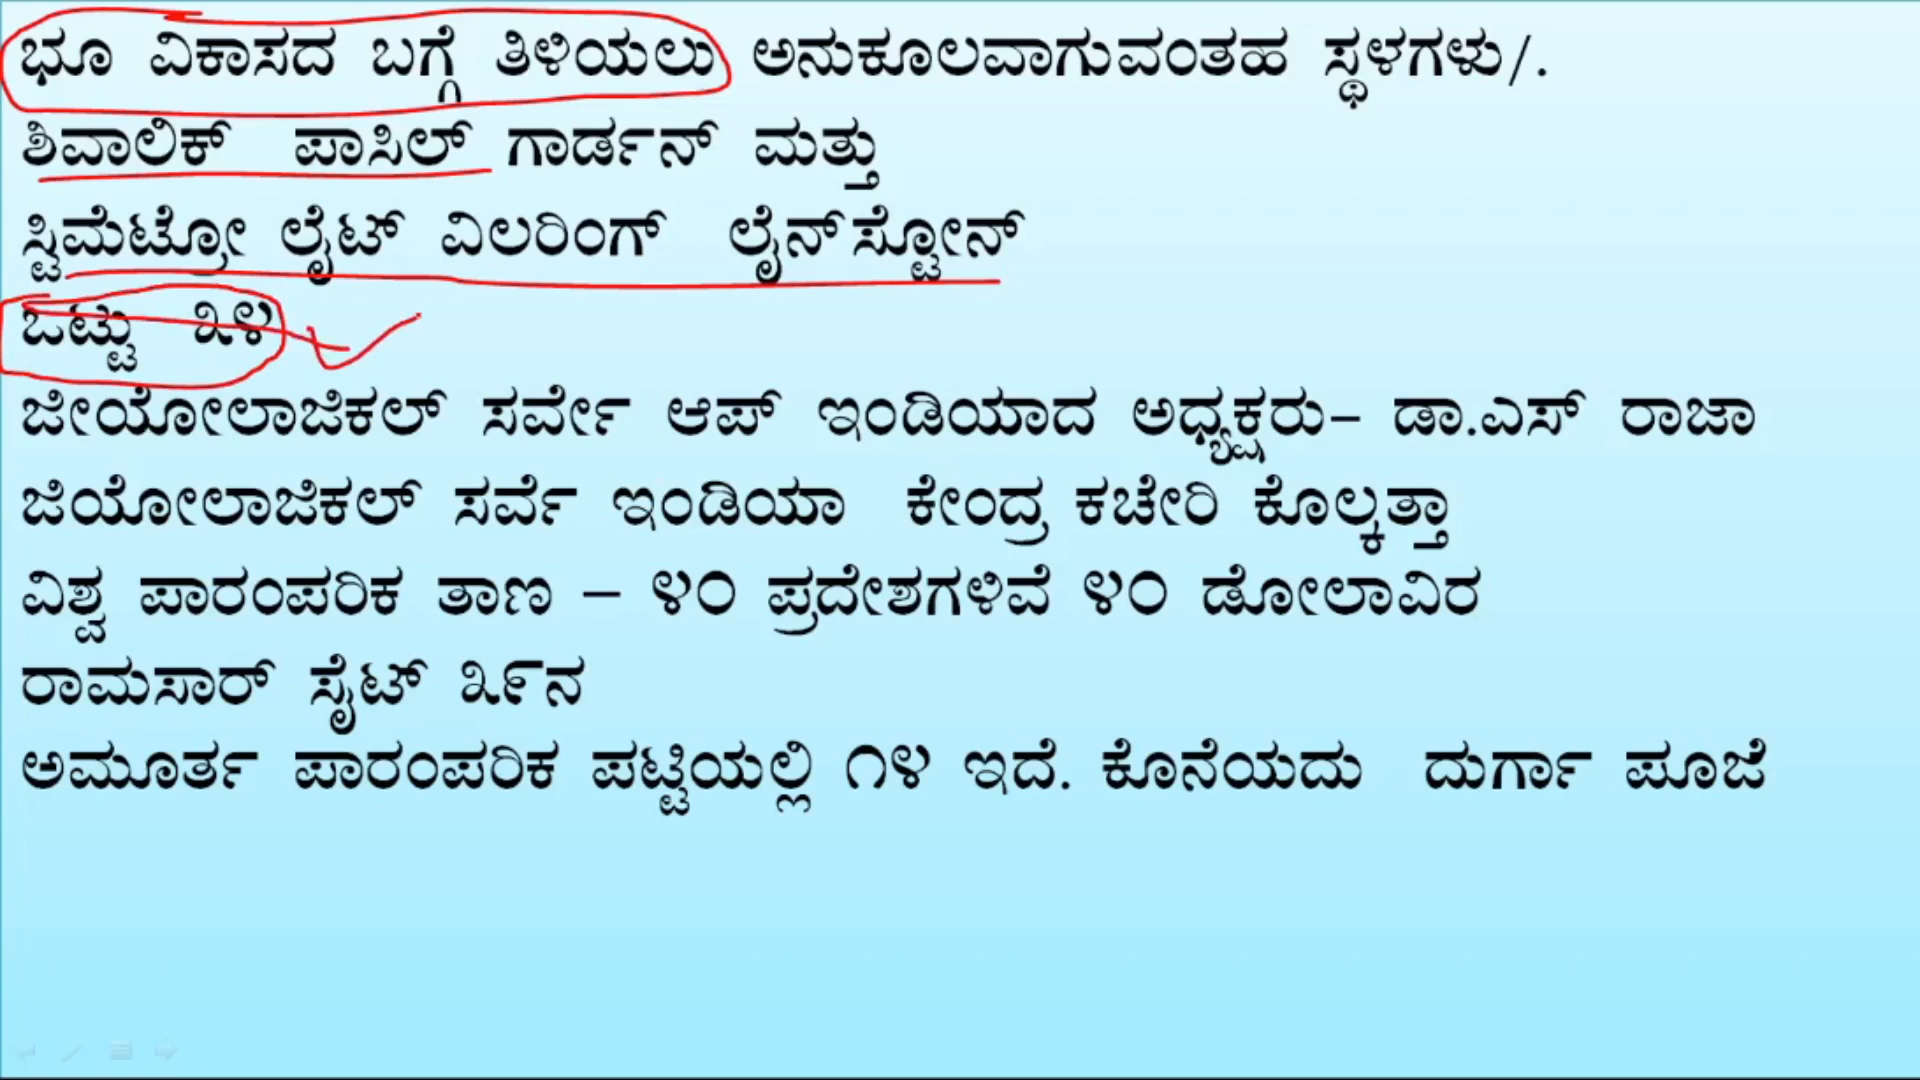 ಭೂ ವಿಕಾಸದ ಬಗ್ಗೆ ತಿಳಿಯಲು ಅನುಕೂಲವಾಗುವಂತಹ ಸ್ಥಳಗಳು/.
ಶಿವಾಲಿಕ್ ಪಾಸಿಲ್ ಗಾರ್ಡನ್ ಮತ್ತು
ಸ್ಟಿಮೆಟ್ರೋ ಲೈಟ್ ವಿಲರಿಂಗ್ ಲೈನ್‌ಸ್ಟೋನ್
ಒಟ್ಟು ೩೪
ಜೀಯೋಲಾಜಿಕಲ್ ಸರ್ವೇ ಆಪ್ ಇಂಡಿಯಾದ ಅಧ್ಯಕ್ಷರು- ಡಾ.ಎಸ್ ರಾಜಾ
ಜಿಯೋಲಾಜಿಕಲ್ ಸರ್ವೆ ಇಂಡಿಯಾ ಕೇಂದ್ರ ಕಚೇರಿ ಕೊಲ್ಕತ್ತಾ
ವಿಶ್ವ ಪಾರಂಪರಿಕ ತಾಣ – ೪೦ ಪ್ರದೇಶಗಳಿವೆ ೪೦ ಡೋಲಾವಿರ
ರಾಮಸಾರ್ ಸೈಟ್ ೩೯ನ
ಅಮೂರ್ತ ಪಾರಂಪರಿಕ ಪಟ್ಟಿಯಲ್ಲಿ ೧೪ ಇದೆ. ಕೊನೆಯದು ದುರ್ಗಾ ಪೂಜೆ